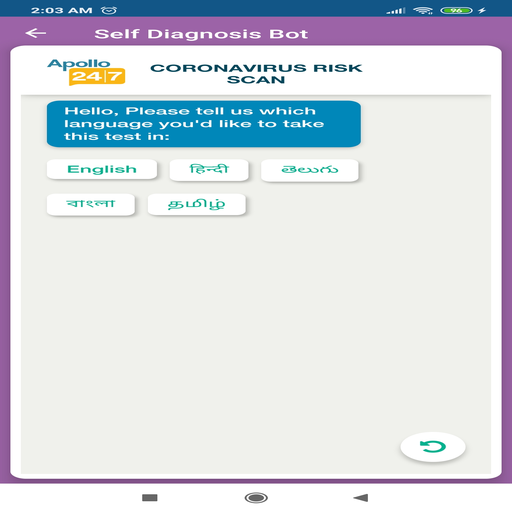 2:03 AM
96
Self Diagnosis Bot
Apollo
24|7
CORONAVIRUS RISK
SCAN
Hello, Please tell us which
language you'd like to take
this test in:
English
हिन्दी
తెలుగు
বাংলা
தமிழ்